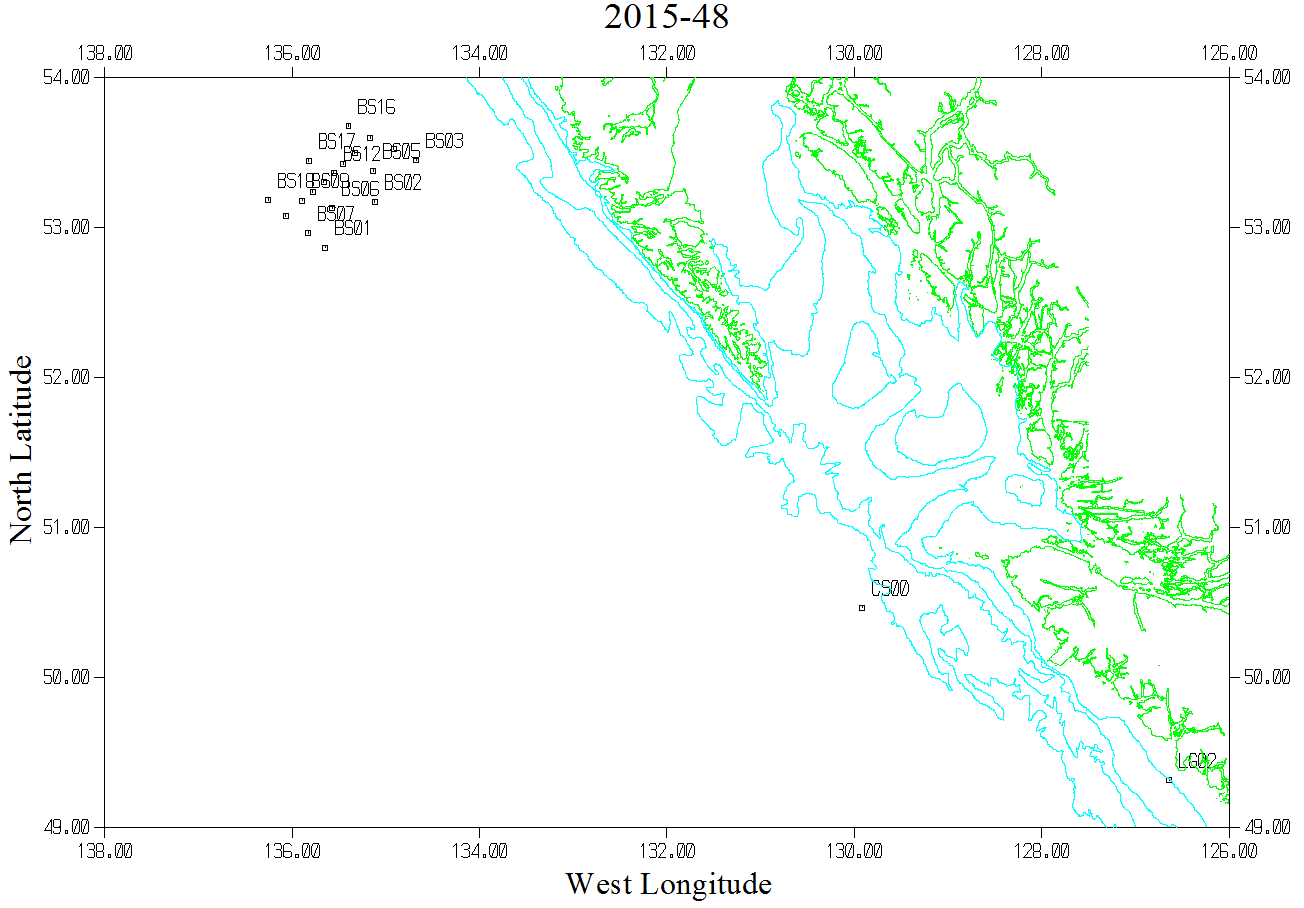 2015-48
138.00 136.00 134.00 132.00 130.00 128.00 126.00
54.00 54.00
BS16
BS17 BS03
BS12 BS05
BS18 BS09 BS02
BS06
53.00 BS07 53.00
BS01
52.00 52.00
51.00 51.00
CS00
50.00 50.00
LG02
49.00 49.00
138.00 136.00 134.00 132.00 130.00 128.00 126.00
West Longitude
North Latitude